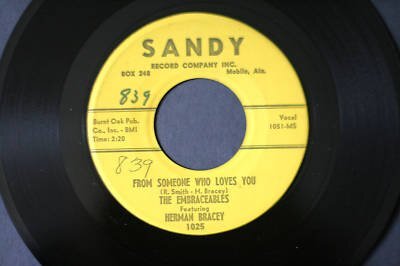 SANDY
RECORD COMPANY INC.
BOX 248 Mobile, Ala.
839
Burnt Oak Pub. Co., Inc. - BMI
Time: 2:20
Vocal
1051-MS
839
FROM SOMEONE WHO LOVES YOU
(R. Smith - H. Bracey)
THE EMBRACEABLES
Featuring
HERMAN BRACEY
1025